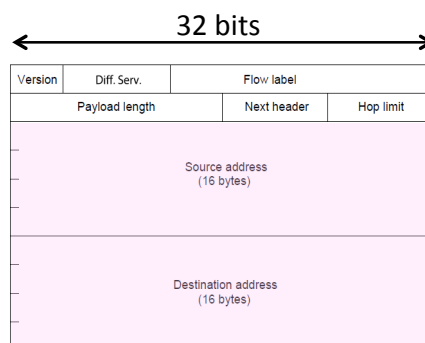 32 bits
Version Diff. Serv. Flow label
Payload length Next header Hop limit
Source address
(16 bytes)
Destination address
(16 bytes)